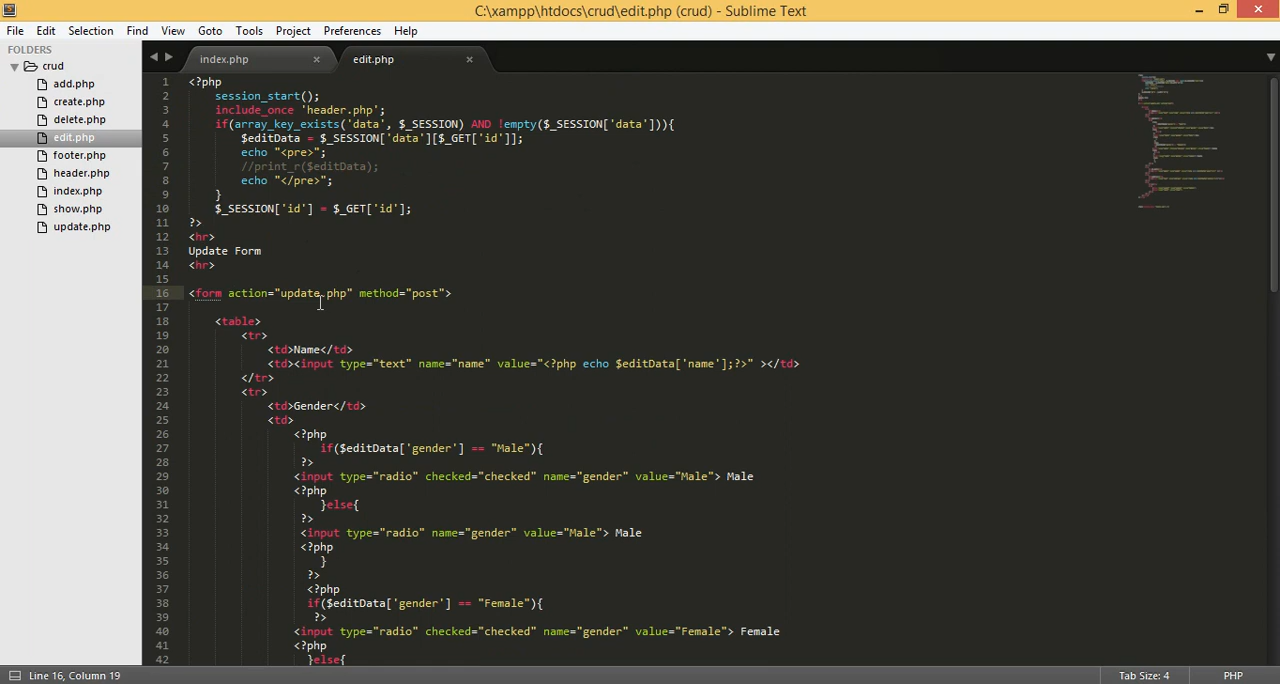 C:\xampp\htdocs\crud\edit.php (crud) - Sublime Text
File Edit Selection Find View Goto Tools Project Preferences Help
FOLDERS
crud
add.php
create.php
delete.php
edit.php
footer.php
header.php
index.php
show.php
update.php
index.php × edit.php ×
1 <?php
2 session_start();
3 include_once 'header.php';
4 if(array_key_exists('data', $_SESSION) AND !empty($_SESSION['data'])){
5 $editData = $_SESSION['data'][$_GET['id']];
6 echo "<pre>";
7 //print_r($editData);
8 echo "</pre>";
9 }
10 $_SESSION['id'] = $_GET['id'];
11 ?>
12 <hr>
13 Update Form
14 <hr>
15
16 <form action="update.php" method="post">
17
18 <table>
19 <tr>
20 <td>Name</td>
21 <td><input type="text" name="name" value="<?php echo $editData['name'];?>" ></td>
22 </tr>
23 <tr>
24 <td>Gender</td>
25 <td>
26 <?php
27 if($editData['gender'] == "Male"){
28 ?>
29 <input type="radio" checked="checked" name="gender" value="Male"> Male
30 <?php
31 }else{
32 ?>
33 <input type="radio" name="gender" value="Male"> Male
34 <?php
35 }
36 ?>
37 <?php
38 if($editData['gender'] == "Female"){
39 ?>
40 <input type="radio" checked="checked" name="gender" value="Female"> Female
41 <?php
42 }else{
Line 16, Column 19 Tab Size: 4 PHP